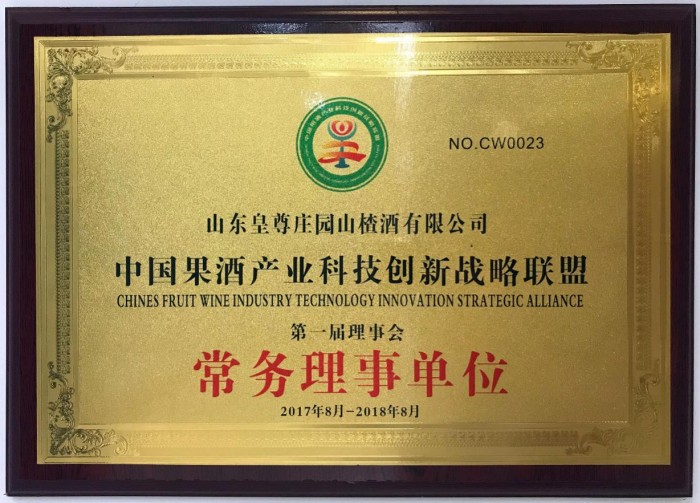 NO.CW0023
山东皇尊庄园山楂酒有限公司
中国果酒产业科技创新战略联盟
CHINES FRUIT WINE INDUSTRY TECHNOLOGY INNOVATION STRATEGIC ALLIANCE
第一届理事会
常务理事单位
2017年8月-2018年8月